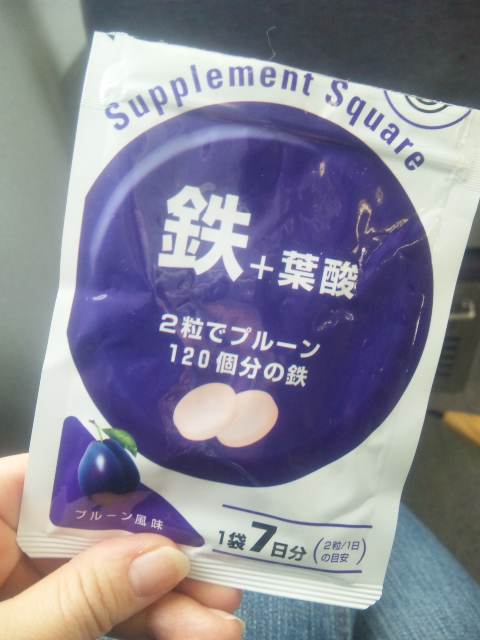 Supplement Square
鉄+葉酸
2粒でプルーン
120個分の鉄
プルーン風味
1袋7日分
(2粒/1日
の目安)